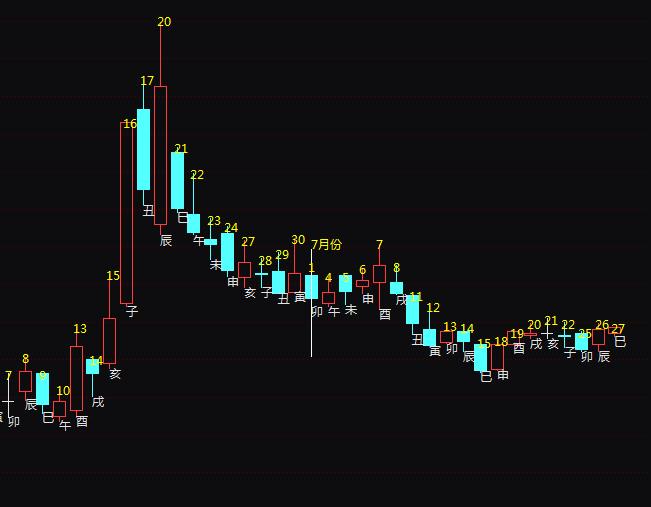 20
17
16
21
22
丑
巳
辰
午
23
24
27
30
7月份
7
29
28
未
1
6
8
15
申
4
5
亥
子
丑
寅
申
戌
11
子
卯
午
未
酉
12
13
13
14
19
20
21
22
25
26
27
丑
酉
戌
亥
巳
8
14
寅
卯
辰
15
18
子
卯
辰
7
9
亥
巳
申
10
戌
辰
卯
巳
午
酉